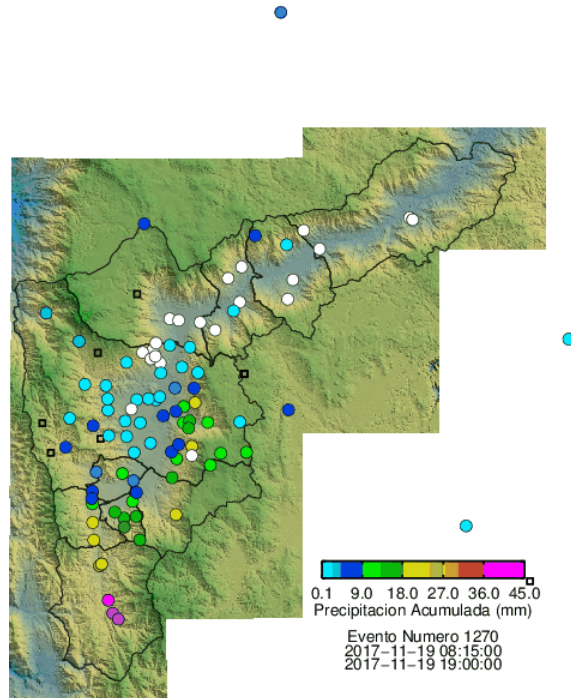 0.1 9.0 18.0 27.0 36.0 45.0
Precipitacion Acumulada (mm)
Evento Numero 1270
2017-11-19 08:15:00
2017-11-19 19:00:00